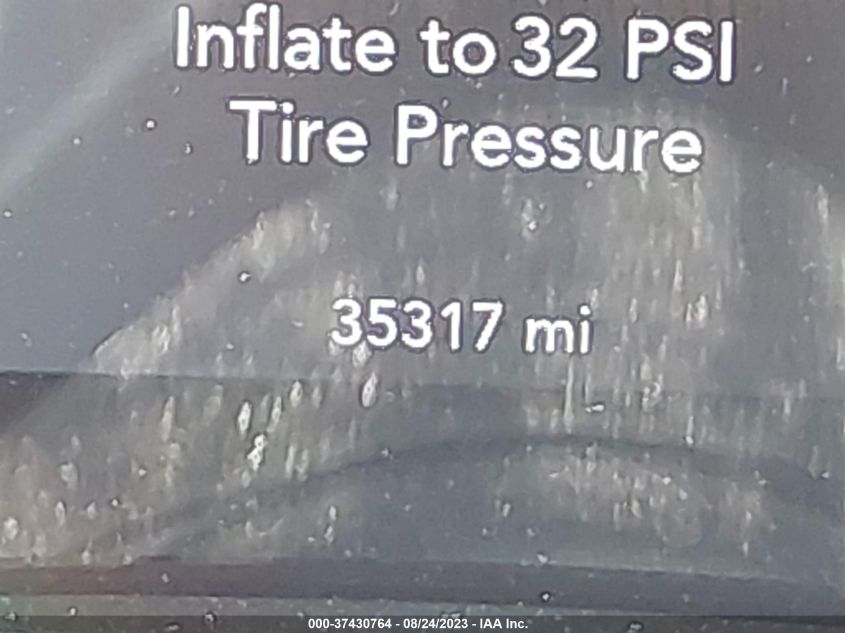 Inflate to 32 PSI
Tire Pressure
35317 mi
000-37430764 - 08/24/2023 - IAA Inc.